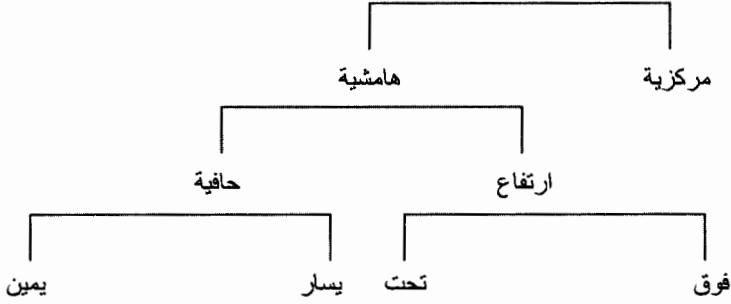 مركزية هامشية
ارتفاع حافية
فوق تحت يسار يمين